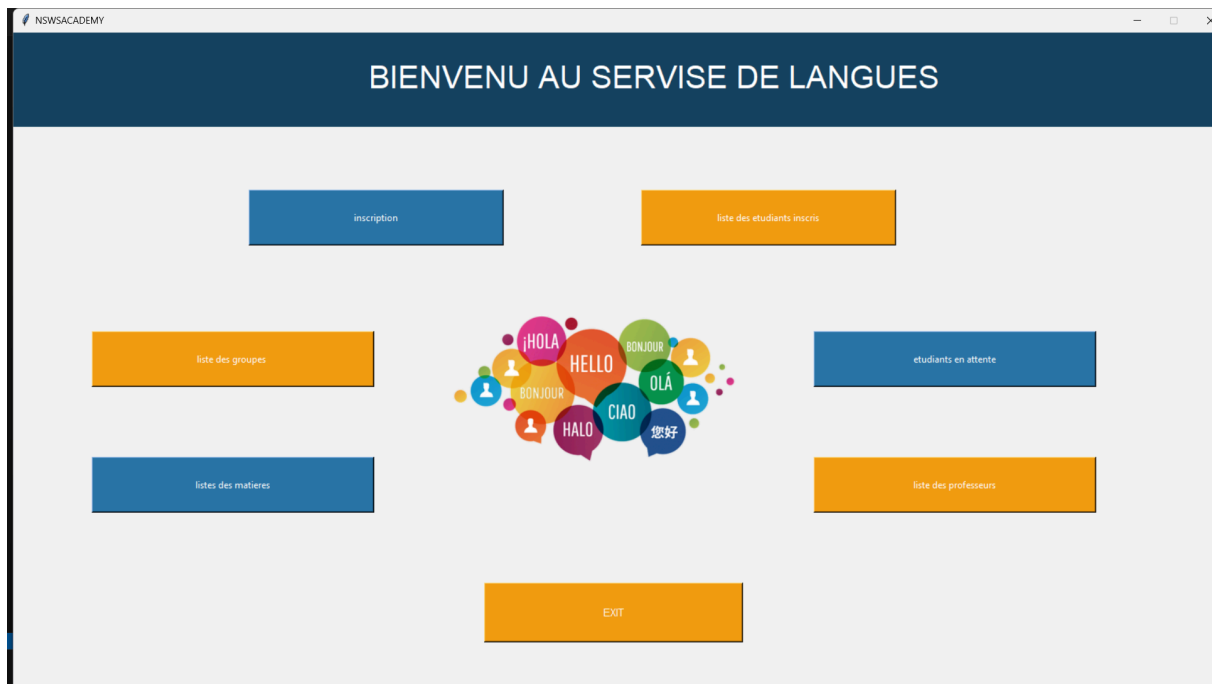 NSWSACADEMY
BIENVENU AU SERVISE DE LANGUES
inscription
liste des etudiants inscris
¡HOLA
HELLO
BONJOUR
BONJOUR
OLÁ
CIAO
HALO
您好
liste des groupes
etudiants en attente
listes des matieres
liste des professeurs
EXIT